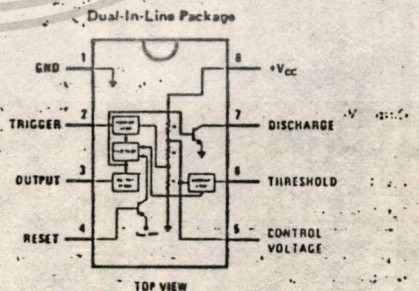 Dual-In-Line Package
1
GND
8
+VCC
2
TRIGGER
7
DISCHARGE
3
OUTPUT
6
THRESHOLD
4
RESET
5
CONTROL
VOLTAGE
TOP VIEW